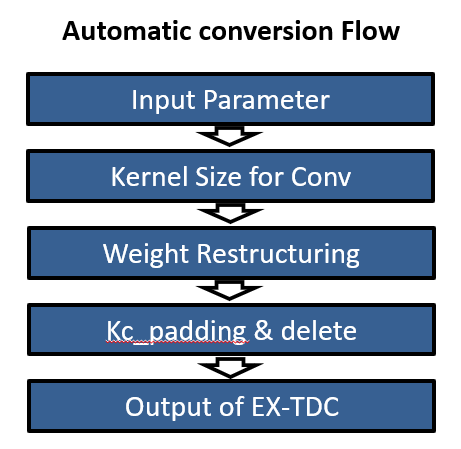 Automatic conversion Flow
Input Parameter
Kernel Size for Conv
Weight Restructuring
Kc_padding & delete
Output of EX-TDC